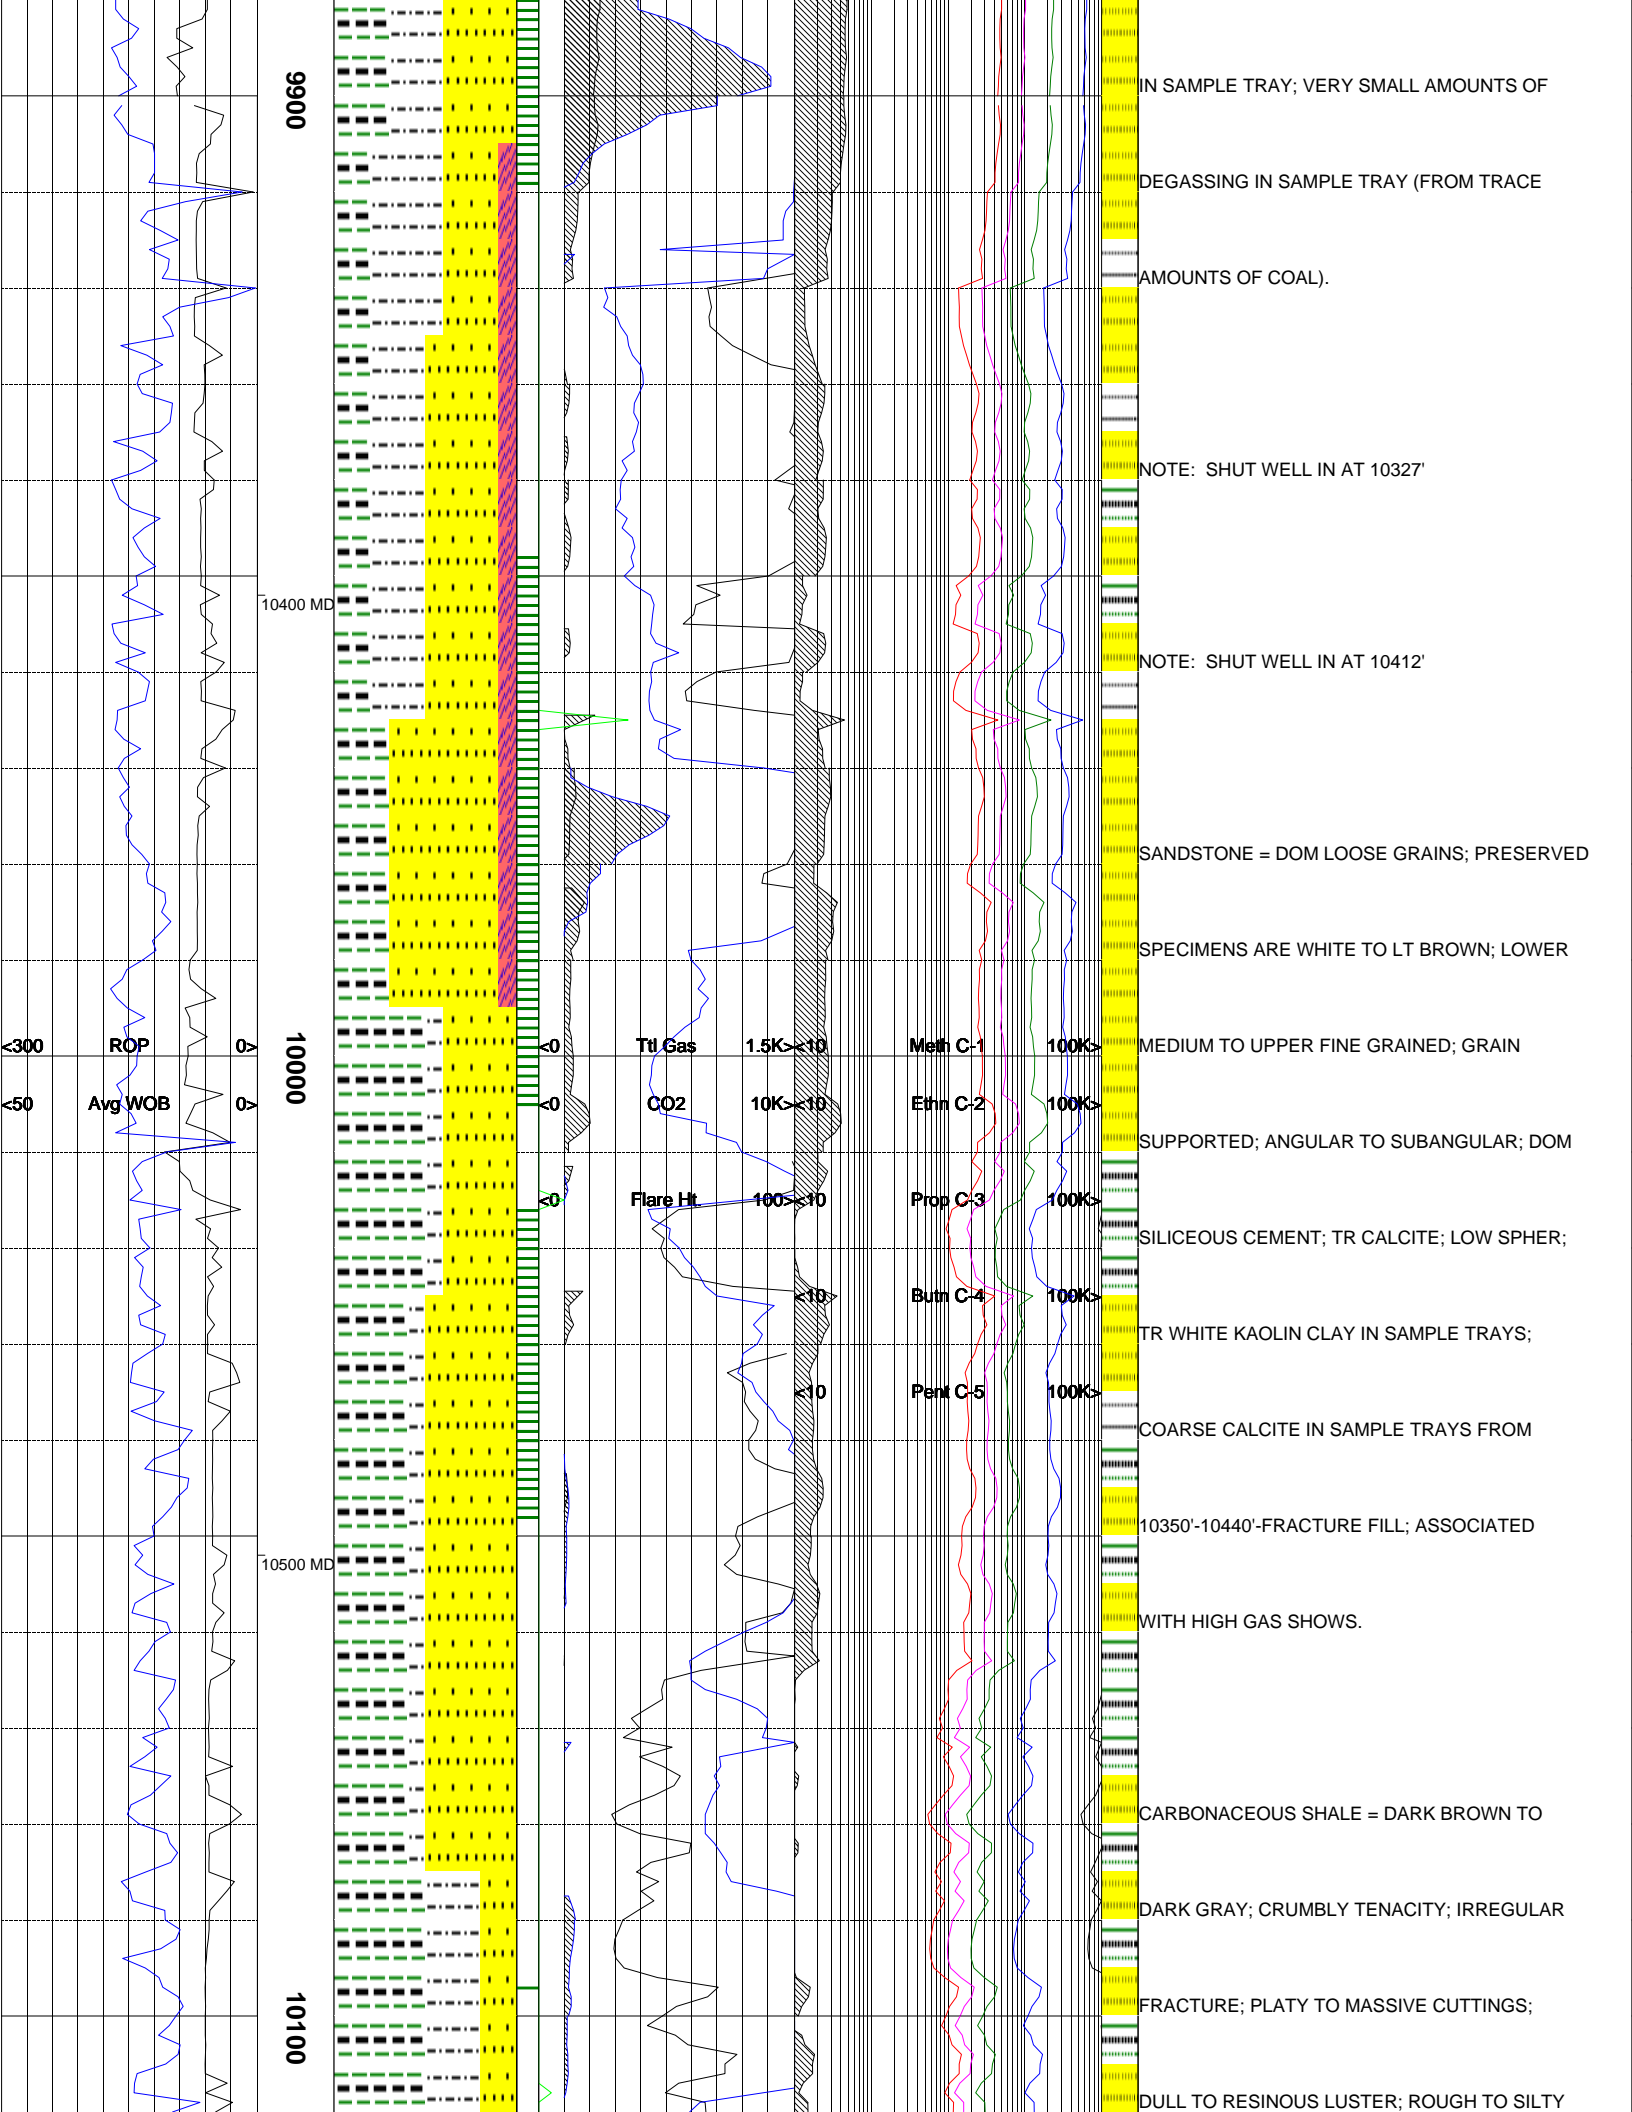 9900
IN SAMPLE TRAY; VERY SMALL AMOUNTS OF
DEGASSING IN SAMPLE TRAY (FROM TRACE
AMOUNTS OF COAL).
NOTE: SHUT WELL IN AT 10327'
10400 MD
NOTE: SHUT WELL IN AT 10412'
SANDSTONE = DOM LOOSE GRAINS; PRESERVED
SPECIMENS ARE WHITE TO LT BROWN; LOWER
10000
<300 ROP 0> <0 Ttl Gas 1.5K> <10 Meth C-1 100K>
MEDIUM TO UPPER FINE GRAINED; GRAIN
<50 Avg WOB 0> <0 CO2 10K> <10 Ethn C-2 100K>
SUPPORTED; ANGULAR TO SUBANGULAR; DOM
<0 Flare Ht. 100> <10 Prop C-3 100K>
SILICEOUS CEMENT; TR CALCITE; LOW SPHER;
<10 Butn C-4 100K>
TR WHITE KAOLIN CLAY IN SAMPLE TRAYS;
<10 Pent C-5 100K>
COARSE CALCITE IN SAMPLE TRAYS FROM
10350'-10440'-FRACTURE FILL; ASSOCIATED
10500 MD
WITH HIGH GAS SHOWS.
CARBONACEOUS SHALE = DARK BROWN TO
DARK GRAY; CRUMBLY TENACITY; IRREGULAR
10100
FRACTURE; PLATY TO MASSIVE CUTTINGS;
DULL TO RESINOUS LUSTER; ROUGH TO SILTY